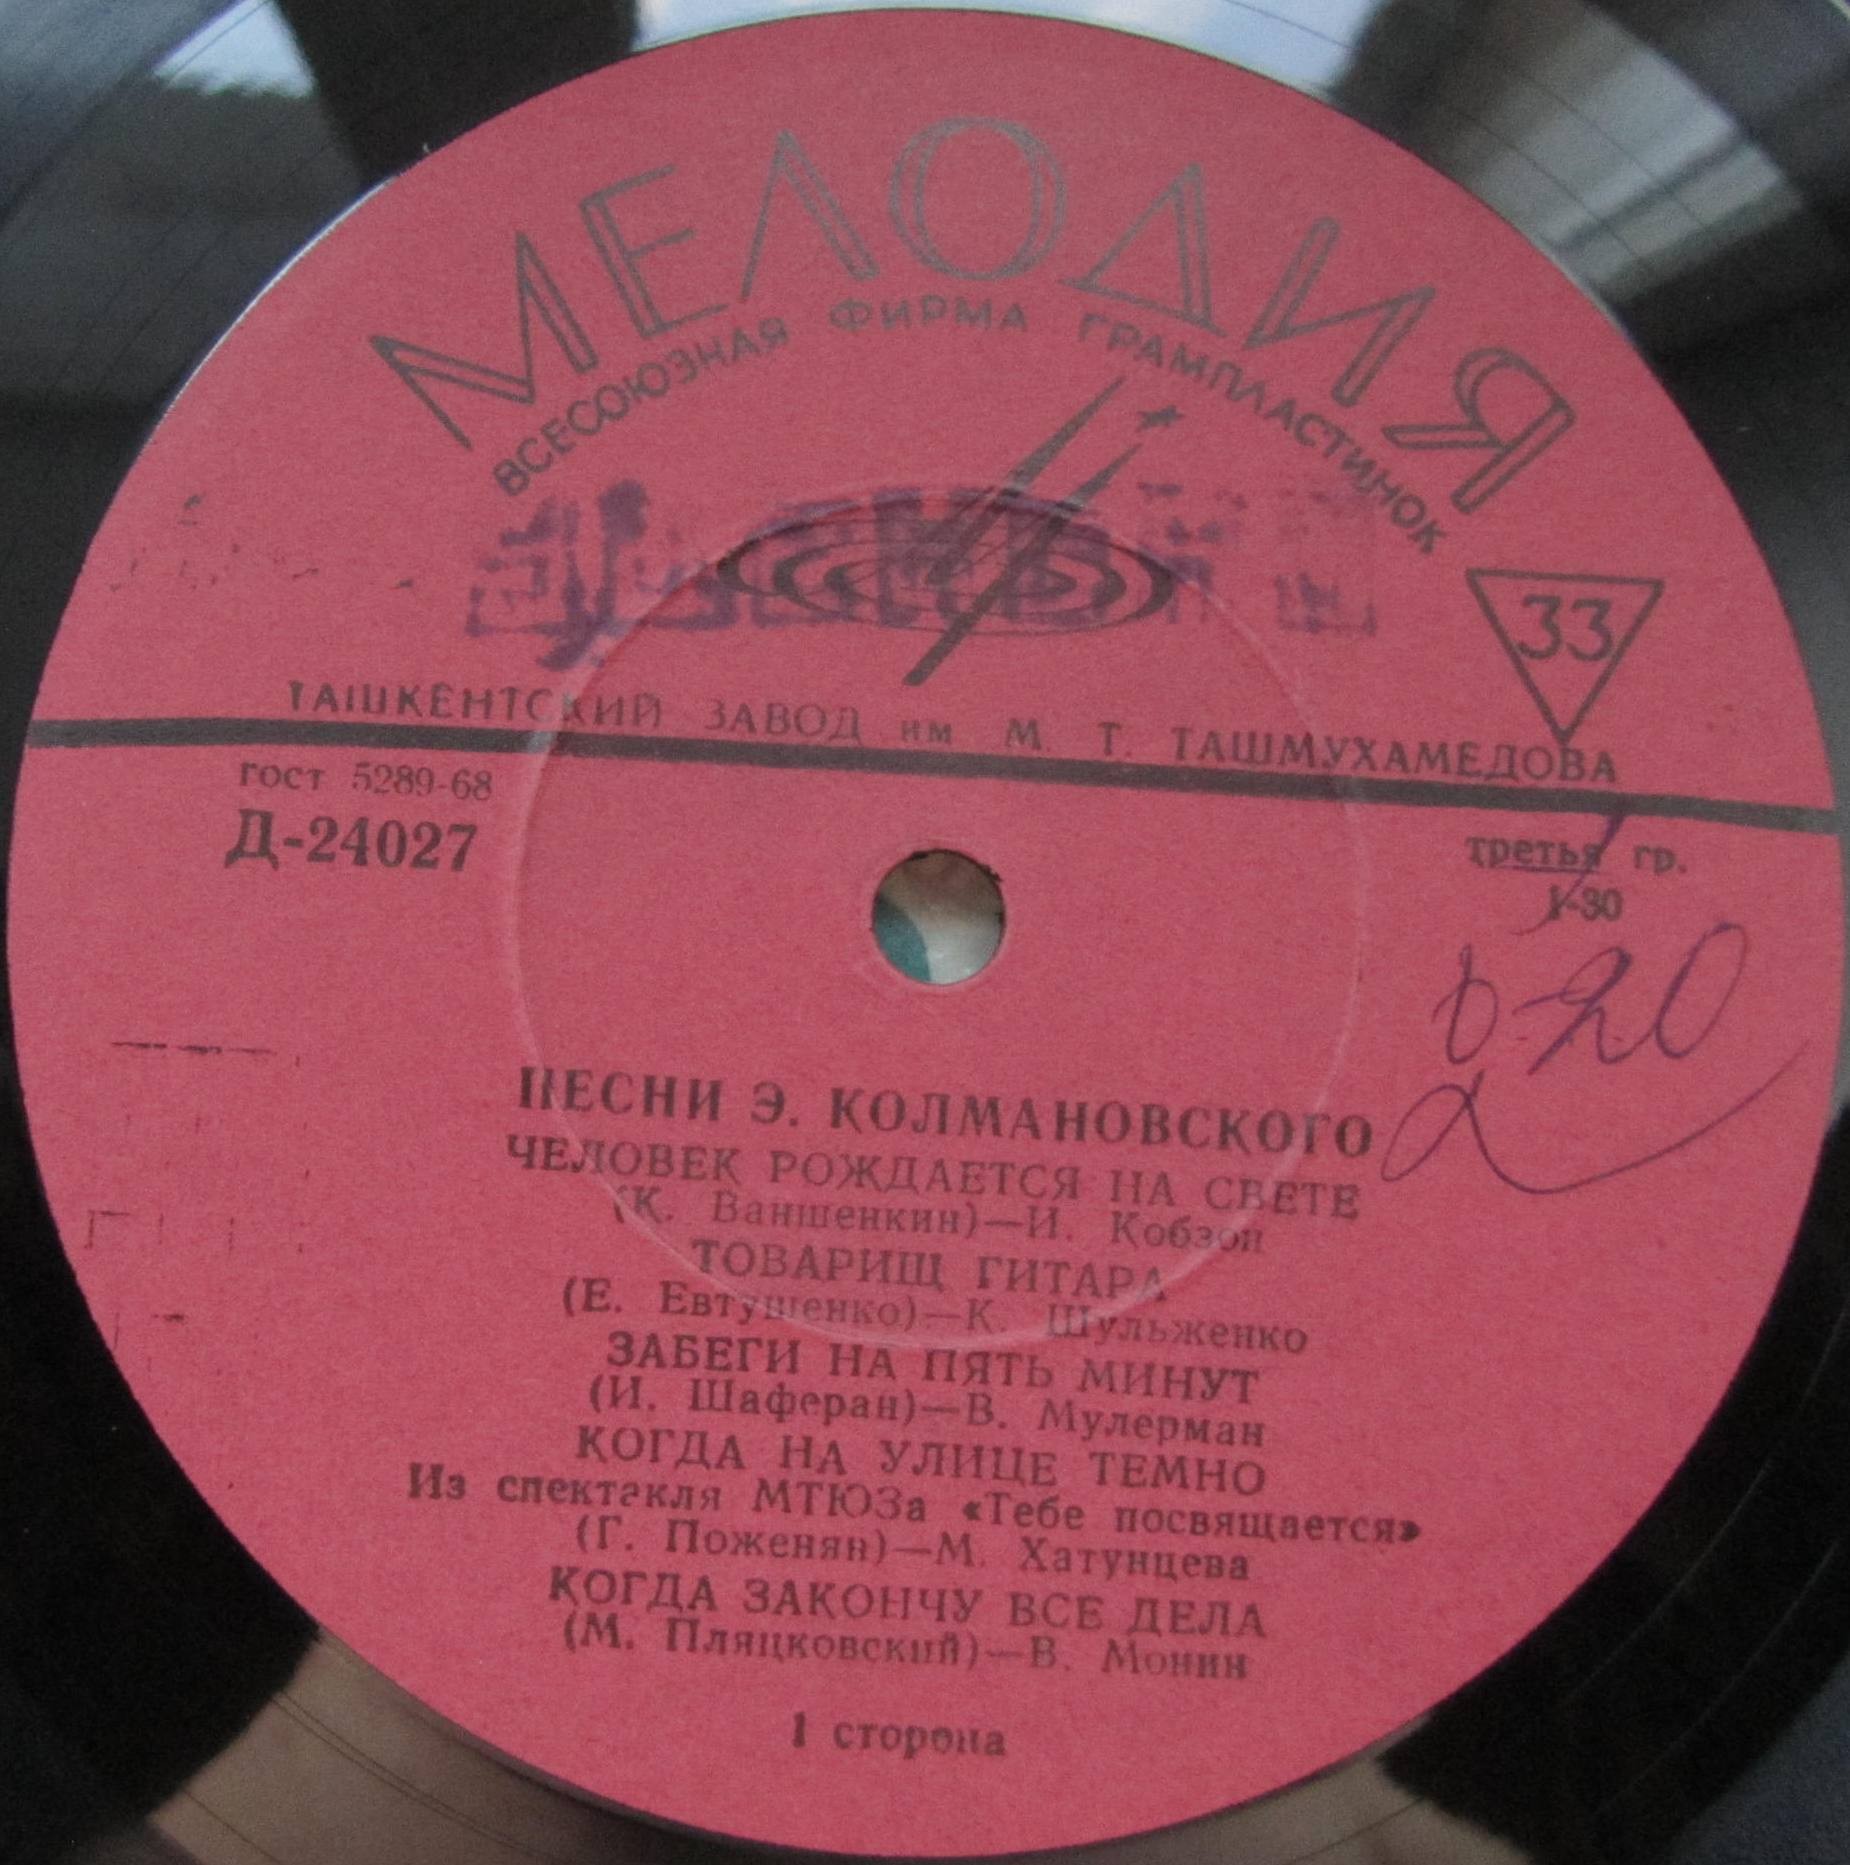 МЕЛОДИЯ
ВСЕСОЮЗНАЯ ФИРМА ГРАМПЛАСТИНОК
33
ТАШКЕНТСКИЙ ЗАВОД им М. Т. ТАШМУХАМЕДОВА
гост 5289-68
Д-24027
третья гр.
1-30
0-20
ПЕСНИ Э. КОЛМАНОВСКОГО
ЧЕЛОВЕК РОЖДАЕТСЯ НА СВЕТЕ
(К. Ваншенкин)—И. Кобзон
ТОВАРИЩ ГИТАРА
(Е. Евтушенко)—К. Шульженко
ЗАБЕГИ НА ПЯТЬ МИНУТ
(И. Шаферан)—В. Мулерман
КОГДА НА УЛИЦЕ ТЕМНО
Из спектакля МТЮЗа «Тебе посвящается»
(Г. Поженян)—М. Хатунцева
КОГДА ЗАКОНЧУ ВСЕ ДЕЛА
(М. Пляцковский)—В. Монин
1 сторона